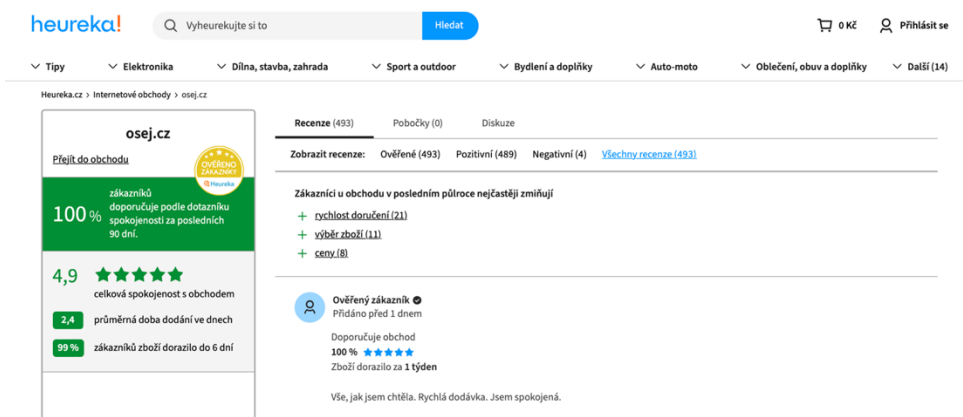 heureka!
Vyheurekujte si to
Hledat
0 Kč
Přihlásit se
Tipy
Elektronika
Dílna, stavba, zahrada
Sport a outdoor
Bydlení a doplňky
Auto-moto
Oblečení, obuv a doplňky
Další (14)
Heureka.cz > Internetové obchody > osej.cz
osej.cz
Přejít do obchodu
OVĚŘENO
ZÁKAZNÍKY
Heureka
100 %
zákazníků
doporučuje podle dotazníku
spokojenosti za posledních
90 dní.
4,9
celková spokojenost s obchodem
2,4 průměrná doba dodání ve dnech
99 % zákazníků zboží dorazilo do 6 dní
Recenze (493)
Pobočky (0)
Diskuze
Zobrazit recenze: Ověřené (493) Pozitivní (489) Negativní (4) Všechny recenze (493)
Zákazníci u obchodu v posledním půlroce nejčastěji zmiňují
+ rychlost doručení (21)
+ výběr zboží (11)
+ ceny (8)
Ověřený zákazník
Přidáno před 1 dnem
Doporučuje obchod
100 %
Zboží dorazilo za 1 týden
Vše, jak jsem chtěla. Rychlá dodávka. Jsem spokojená.